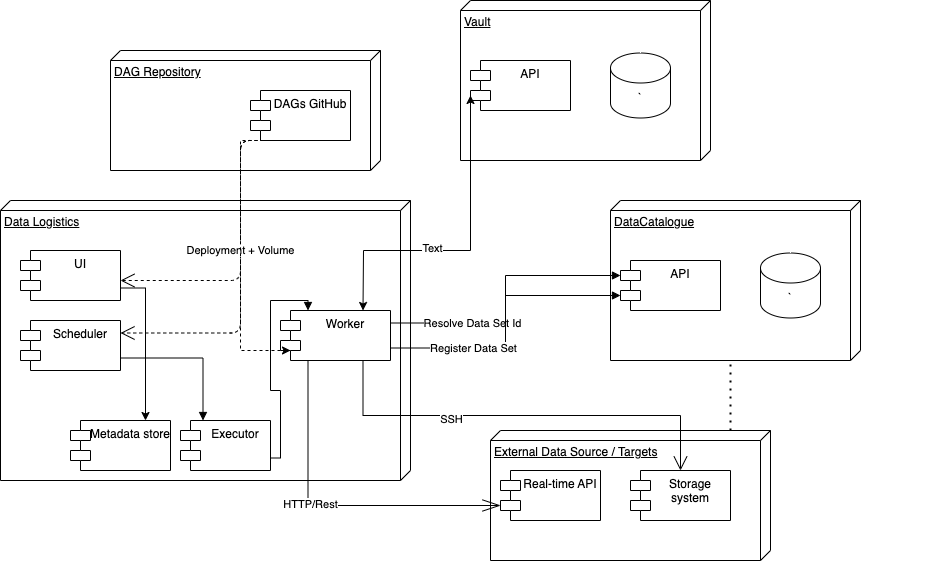 Vault
API
`
DAG Repository
DAGs GitHub
Data Logistics
UI
Deployment + Volume
Text
DataCatalogue
API
`
Scheduler
Worker
Resolve Data Set Id
Register Data Set
Metadata store
Executor
SSH
External Data Source / Targets
Real-time API
Storage
system
HTTP/Rest